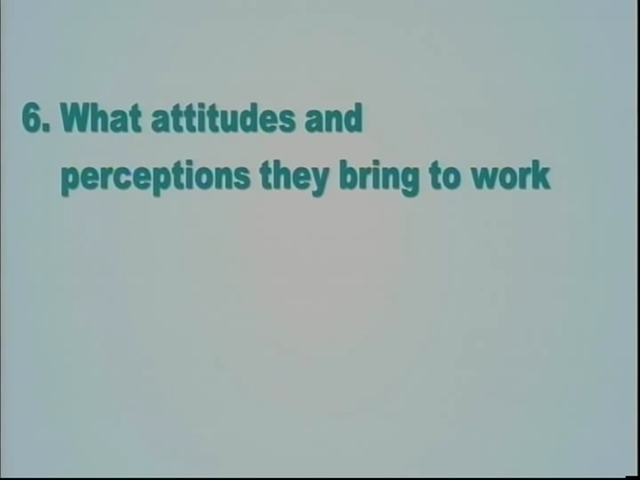 6. What attitudes and
perceptions they bring to work